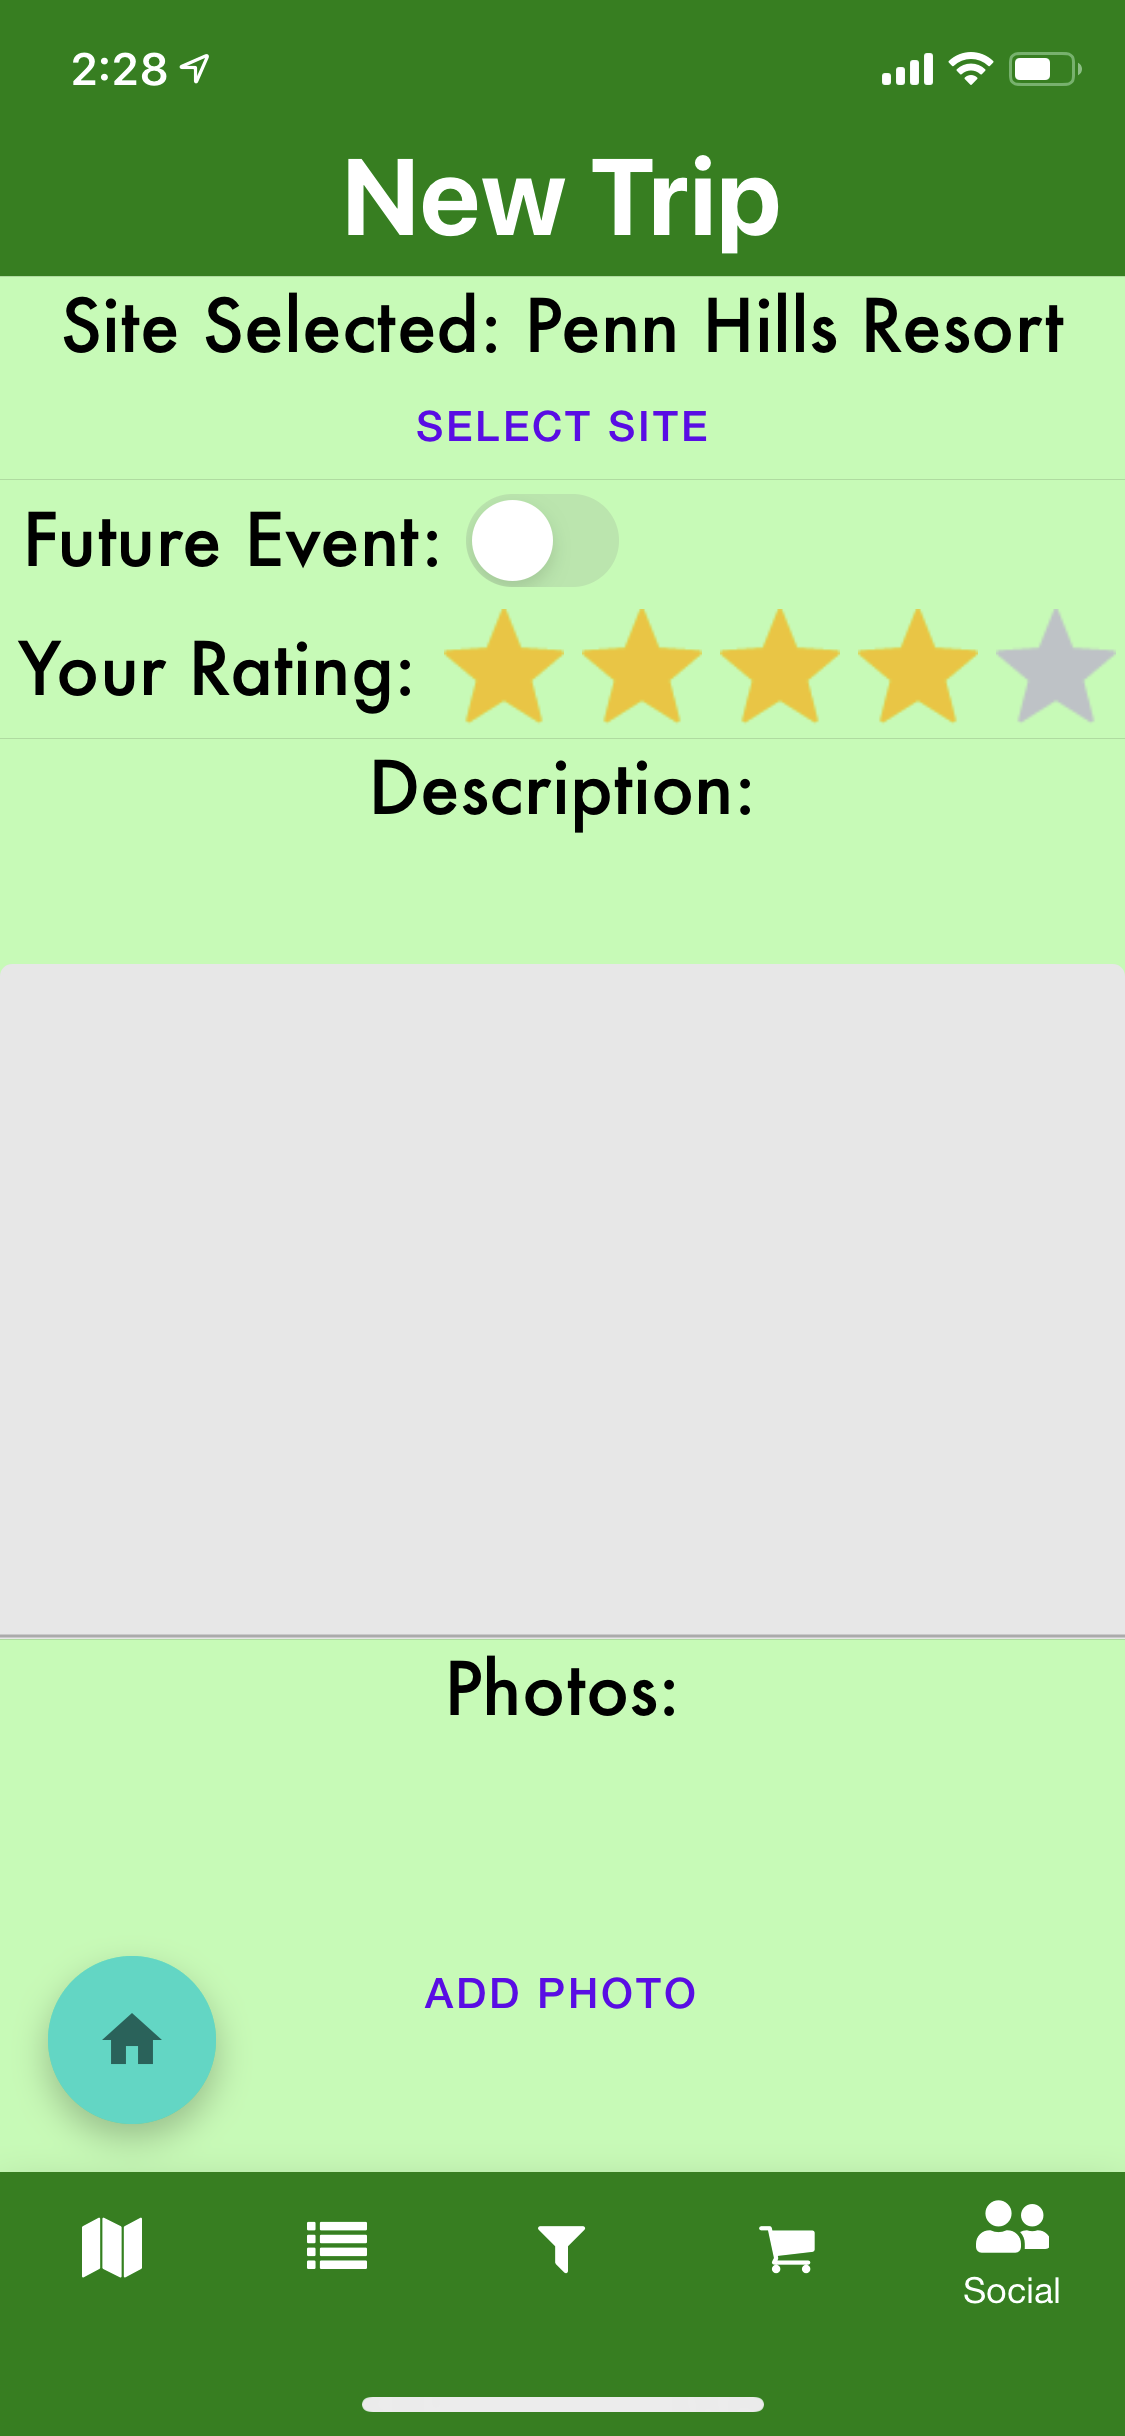 2:28
New Trip
Site Selected: Penn Hills Resort
SELECT SITE
Future Event:
Your Rating:
Description:
Photos:
ADD PHOTO
Social